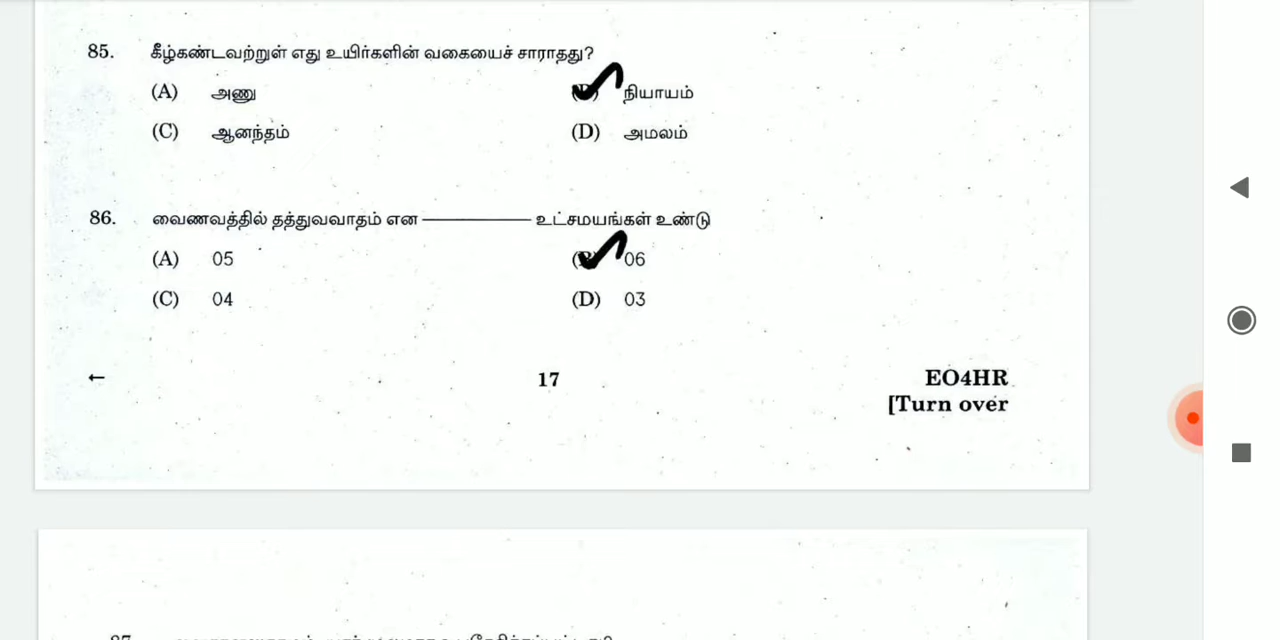 85. கீழ்கண்டவற்றுள் எது உயிர்களின் வகையைச் சாராதது?
(A) அணு (B) நியாயம்
(C) ஆனந்தம் (D) அமலம்
86. வைணவத்தில் தத்துவவாதம் என ———— உட்சமயங்கள் உண்டு
(A) 05 (B) 06
(C) 04 (D) 03
← 17 EO4HR
[Turn over